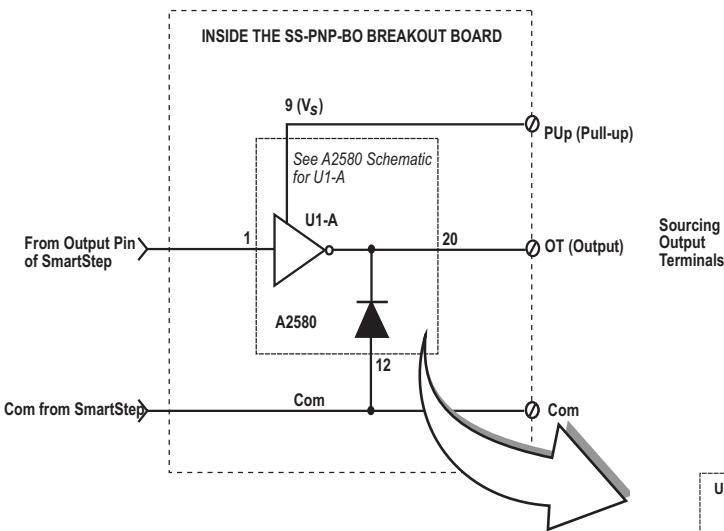 INSIDE THE SS-PNP-BO BREAKOUT BOARD
9 (Vs)
PUp (Pull-up)
See A2580 Schematic
for U1-A
U1-A
From Output Pin
of SmartStep
1
20
OT (Output)
Sourcing
Output
Terminals
A2580
12
Com from SmartStep
Com
Com
U